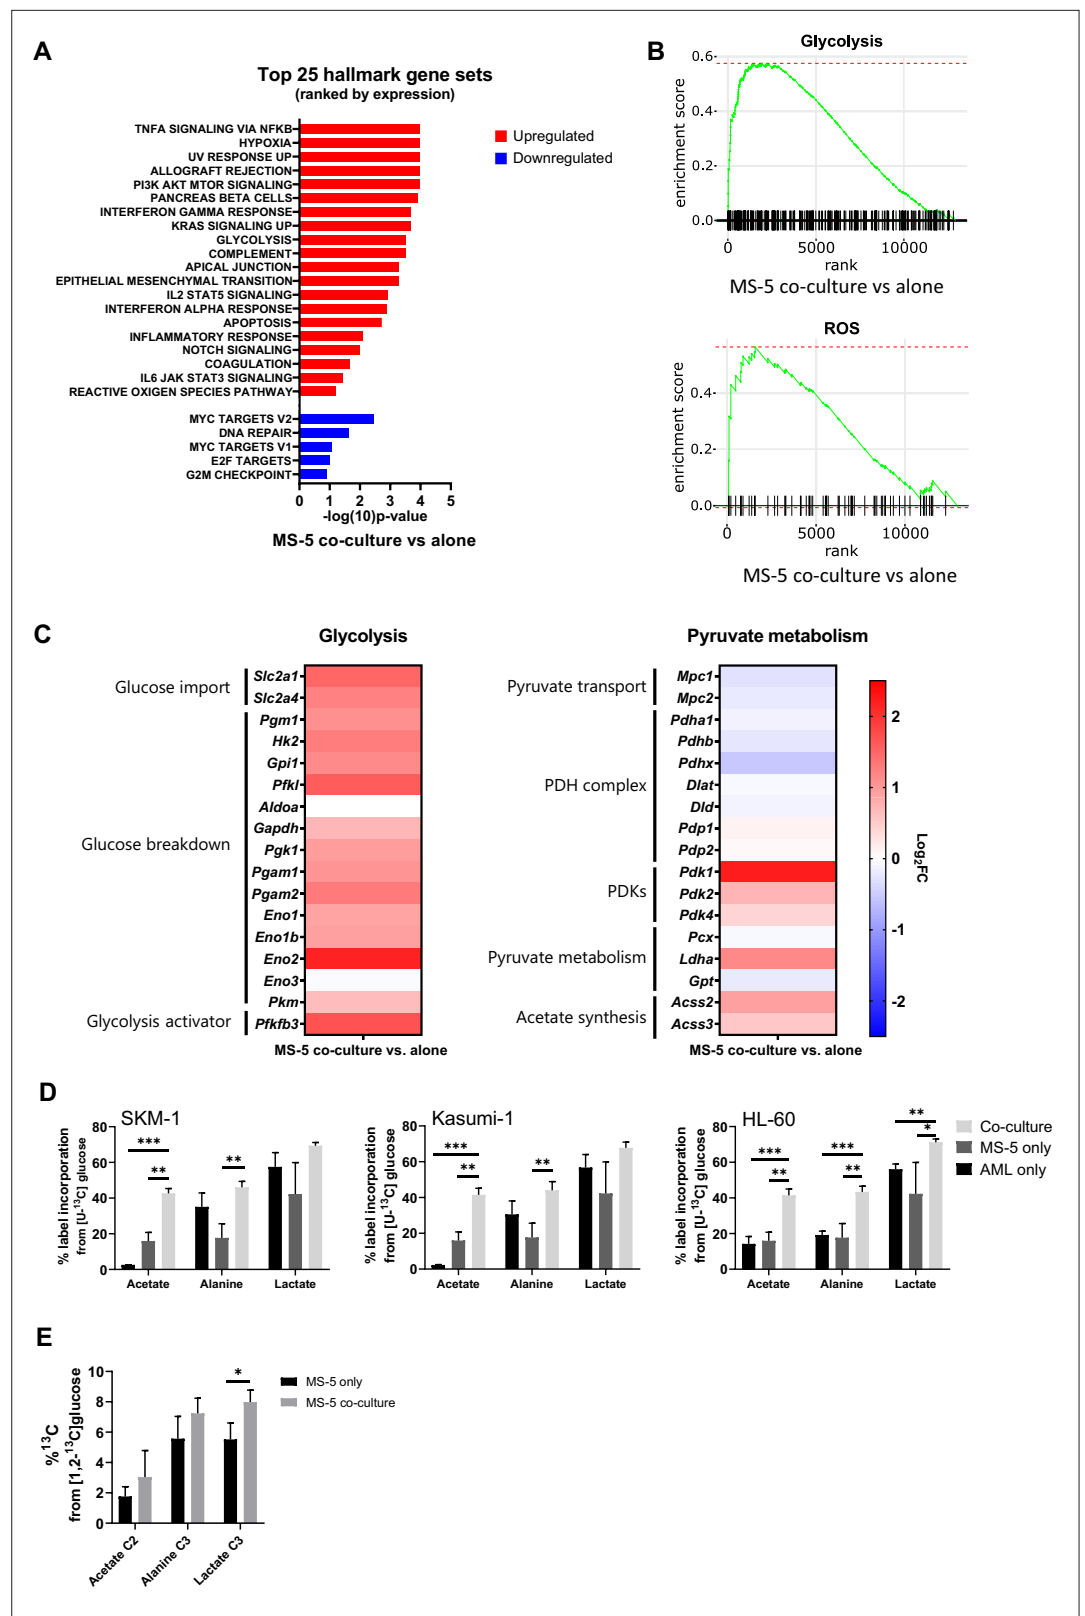 A
Top 25 hallmark gene sets
(ranked by expression)
TNFA SIGNALING VIA NFKB
HYPOXIA
UV RESPONSE UP
ALLOGRAFT REJECTION
PI3K AKT MTOR SIGNALING
PANCREAS BETA CELLS
INTERFERON GAMMA RESPONSE
KRAS SIGNALING UP
GLYCOLYSIS
COMPLEMENT
APICAL JUNCTION
EPITHELIAL MESENCHYMAL TRANSITION
IL2 STAT5 SIGNALING
INTERFERON ALPHA RESPONSE
APOPTOSIS
INFLAMMATORY RESPONSE
NOTCH SIGNALING
COAGULATION
IL6 JAK STAT3 SIGNALING
REACTIVE OXIGEN SPECIES PATHWAY
MYC TARGETS V2
DNA REPAIR
MYC TARGETS V1
E2F TARGETS
G2M CHECKPOINT
0 1 2 3 4 5
-log(10)p-value
MS-5 co-culture vs alone
Upregulated
Downregulated
B
Glycolysis
enrichment score
0.6
0.4
0.2
0.0
0 5000 10000
rank
MS-5 co-culture vs alone
ROS
enrichment score
0.4
0.2
0.0
0 5000 10000
rank
MS-5 co-culture vs alone
C
Glycolysis
Glucose import
Glucose breakdown
Glycolysis activator
Slc2a1
Slc2a4
Pgm1
Hk2
Gpi1
Pfkl
Aldoa
Gapdh
Pgk1
Pgam1
Pgam2
Eno1
Eno1b
Eno2
Eno3
Pkm
Pfkfb3
MS-5 co-culture vs. alone
Pyruvate metabolism
Pyruvate transport
PDH complex
PDKs
Pyruvate metabolism
Acetate synthesis
Mpc1
Mpc2
Pdha1
Pdhb
Pdhx
Dlat
Dld
Pdp1
Pdp2
Pdk1
Pdk2
Pdk4
Pcx
Ldha
Gpt
Acss2
Acss3
MS-5 co-culture vs. alone
2
1
0
-1
-2
Log₂FC
D
SKM-1
% label incorporation
from [U-¹³C] glucose
80
60
40
20
0
***
**
**
Acetate Alanine Lactate
Kasumi-1
% label incorporation
from [U-¹³C] glucose
80
60
40
20
0
***
**
**
Acetate Alanine Lactate
HL-60
% label incorporation
from [U-¹³C] glucose
80
60
40
20
0
***
**
***
**
**
*
Acetate Alanine Lactate
Co-culture
MS-5 only
AML only
E
%¹³C
from [1,2-¹³C]glucose
10
8
6
4
2
0
*
Acetate C2
Alanine C3
Lactate C3
MS-5 only
MS-5 co-culture